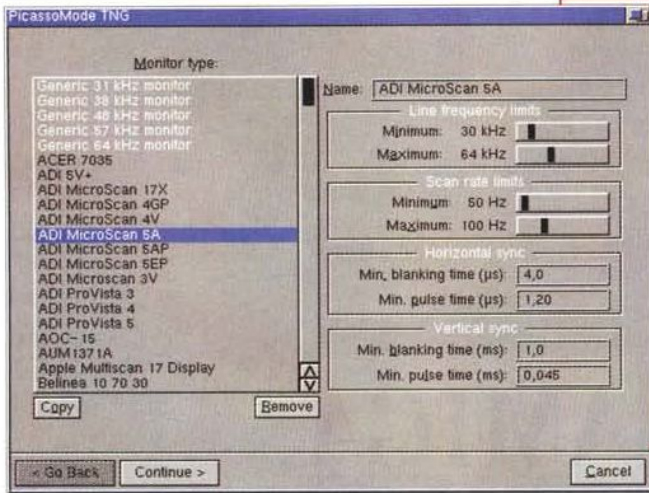 PicassoMode TNG
Monitor type:
Generic 31 kHz monitor
Generic 38 kHz monitor
Generic 48 kHz monitor
Generic 57 kHz monitor
Generic 64 kHz monitor
ACER 7035
ADI 5V+
ADI MicroScan 17X
ADI MicroScan 4GP
ADI MicroScan 4V
ADI MicroScan 5A
ADI MicroScan 5AP
ADI MicroScan 5EP
ADI Microscan 3V
ADI ProVista 3
ADI ProVista 4
ADI ProVista 5
AOC-15
AUM1371A
Apple Multiscan 17 Display
Belinea 10 70 30
Copy
Remove
Name: ADI MicroScan 5A
Line frequency limits
Minimum: 30 kHz
Maximum: 64 kHz
Scan rate limits
Minimum: 50 Hz
Maximum: 100 Hz
Horizontal sync
Min. blanking time (µs): 4,0
Min. pulse time (µs): 1,20
Vertical sync
Min. blanking time (ms): 1,0
Min. pulse time (ms): 0,045
< Go Back
Continue >
Cancel